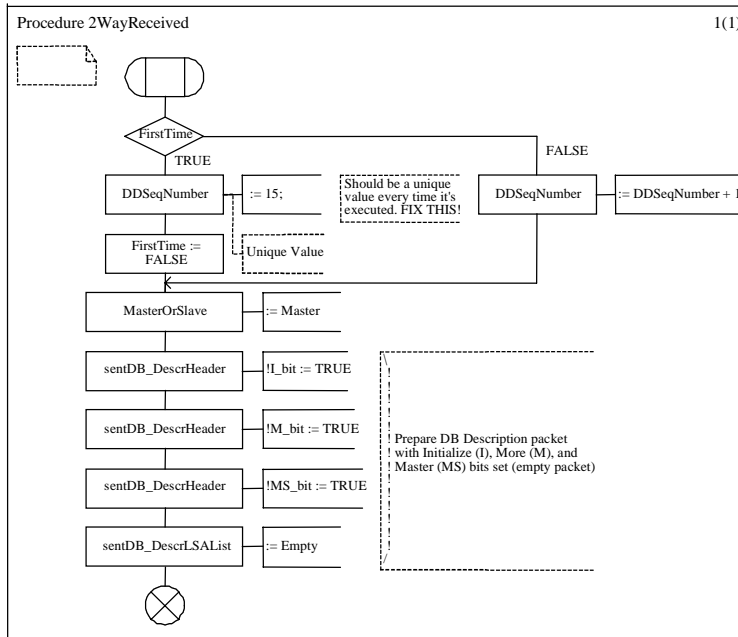 Procedure 2WayReceived
1(1)
FirstTime
TRUE
FALSE
DDSeqNumber
:= 15;
Should be a unique
value every time it's
executed. FIX THIS!
DDSeqNumber
:= DDSeqNumber + 1
FirstTime :=
FALSE
Unique Value
MasterOrSlave
:= Master
sentDB_DescrHeader
!I_bit := TRUE
sentDB_DescrHeader
!M_bit := TRUE
Prepare DB Description packet
with Initialize (I), More (M), and
Master (MS) bits set (empty packet)
sentDB_DescrHeader
!MS_bit := TRUE
sentDB_DescrLSAList
:= Empty